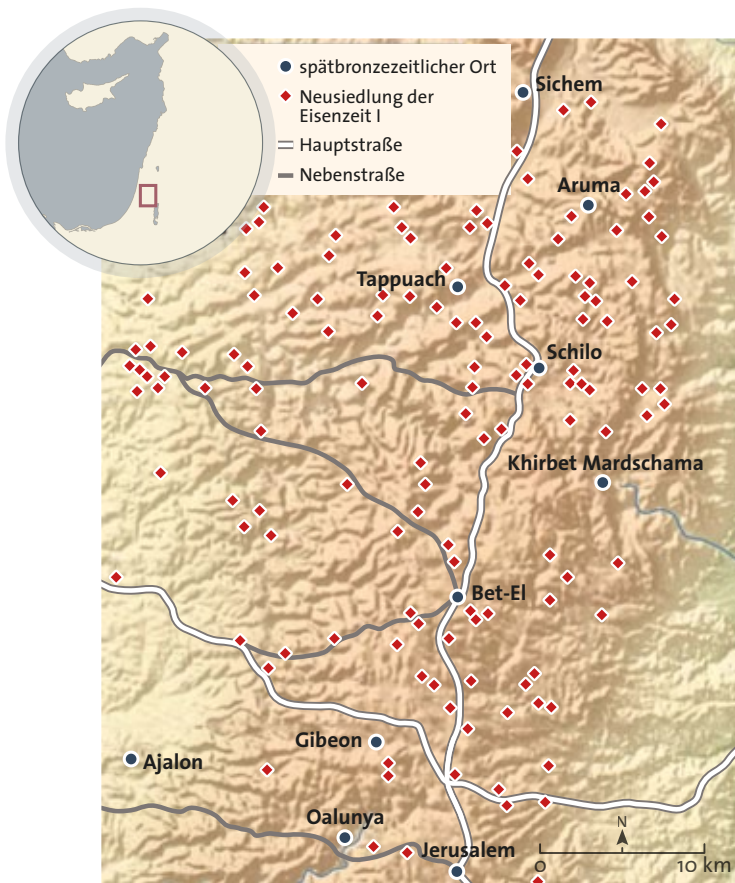 spätbronzezeitlicher Ort
Neusiedlung der
Eisenzeit I
Hauptstraße
Nebenstraße
Sichem
Aruma
Tappuach
Schilo
Khirbet Mardschama
Bet-El
Gibeon
Ajalon
Oalunya
Jerusalem
N
0 10 km